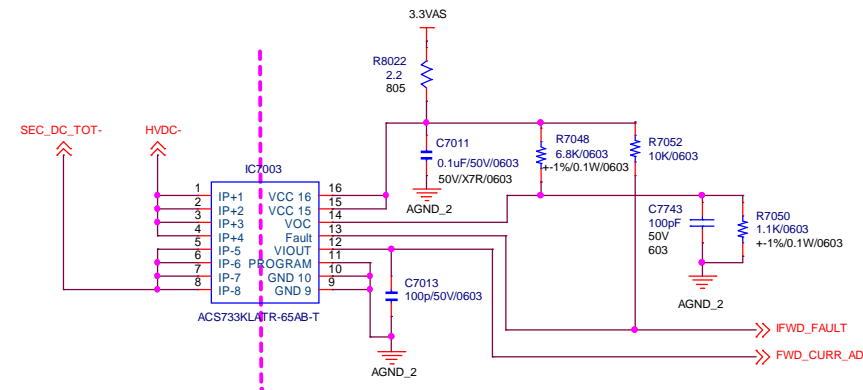 3.3VAS
R8022
2.2
805
SEC_DC_TOT-
HVDC-
C7011
0.1uF/50V/0603
50V/X7R/0603
R7048
6.8K/0603
+-1%/0.1W/0603
R7052
10K/0603
IC7003
AGND_2
1 IP+1 VCC 16 16
2 IP+2 VCC 15 15
3 IP+3 VOC 14
4 IP+4 Fault 13
5 IP-5 VIOUT 12
6 IP-6 PROGRAM 11
7 IP-7 GND 10 10
8 IP-8 GND 9 9
C7743
100pF
50V
603
R7050
1.1K/0603
+-1%/0.1W/0603
C7013
100p/50V/0603
AGND_2
ACS733KLATR-65AB-T
IFWD_FAULT
FWD_CURR_AD
AGND_2